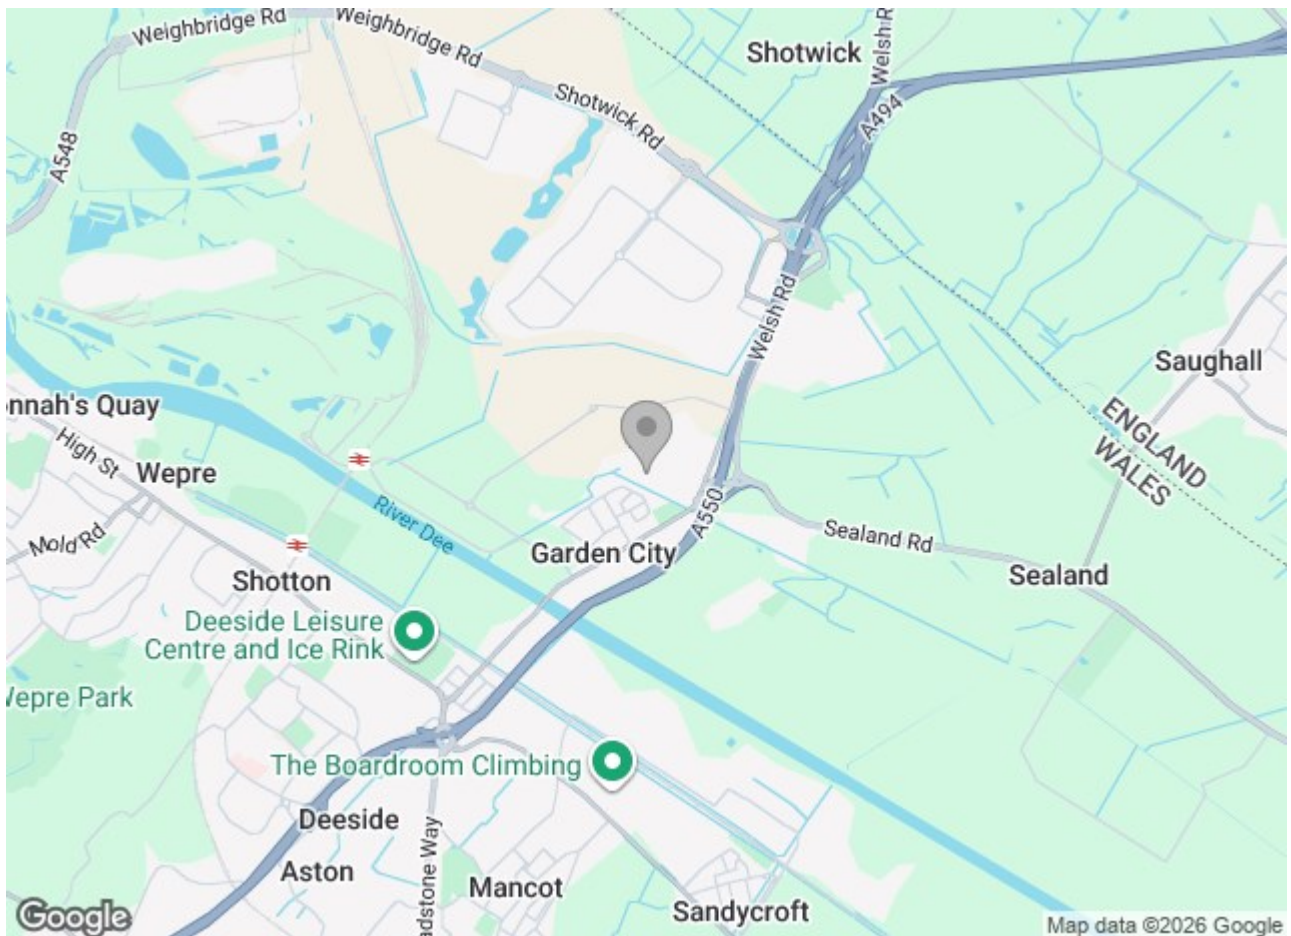 Weighbridge Rd
Weighbridge Rd
Shotwick
Welsh R
A494
Shotwick Rd
A548
Welsh Rd
Saughall
ENGLAND
WALES
onnah's Quay
High St
Wepre
River Dee
A550
Mold Rd
Garden City
Sealand Rd
Sealand
Shotton
Deeside Leisure
Centre and Ice Rink
Wepre Park
The Boardroom Climbing
Deeside
adstone Way
Aston
Mancot
Sandycroft
Google
Map data ©2026 Google